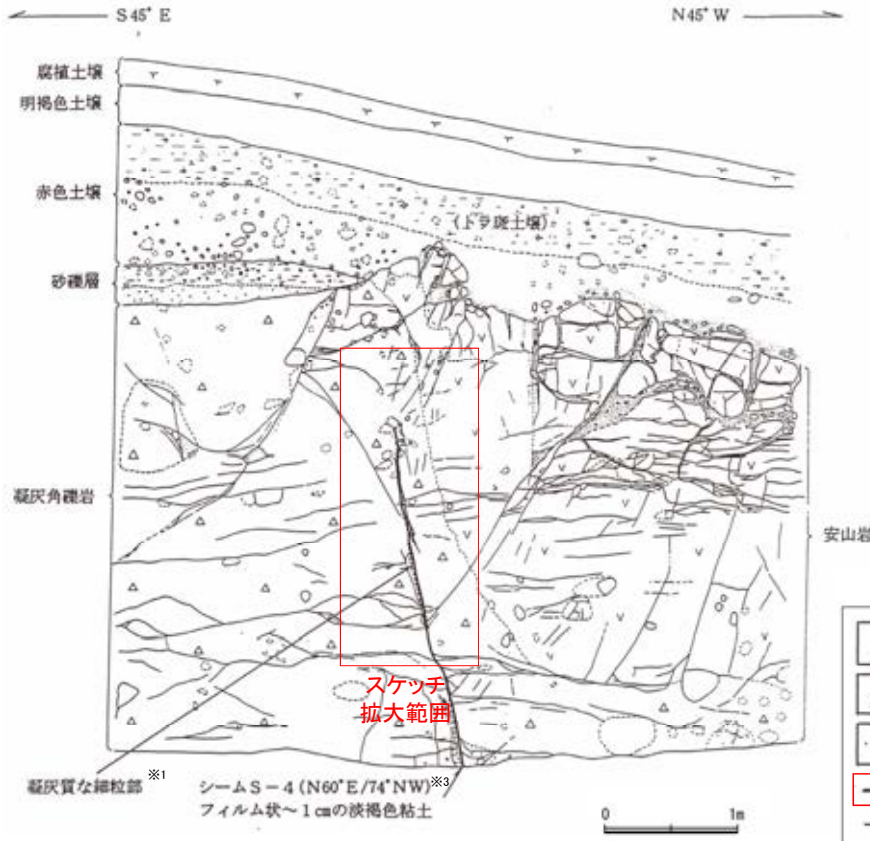 S45°E
N45°W
腐植土壌
明褐色土壌
赤色土壌
(トラ斑土壌)
砂礫層
凝灰角礫岩
安山岩
スケッチ
拡大範囲
凝灰質な細粒部 ※1
シームS-4 (N60°E/74°NW)※3
フィルム状~1cmの淡褐色粘土
0
1m